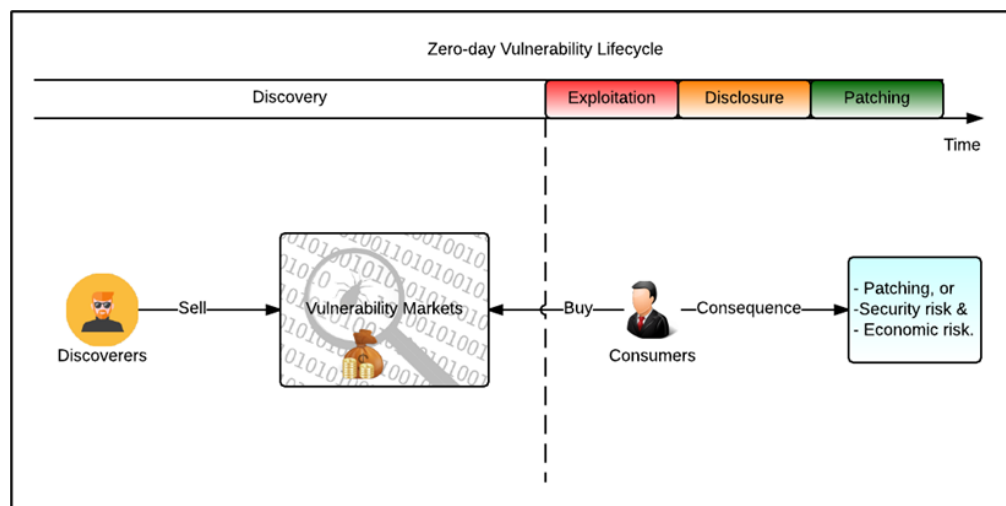 Zero-day Vulnerability Lifecycle
Discovery
Exploitation
Disclosure
Patching
Time
Sell
Vulnerability Markets
Buy
Consequence
- Patching, or
-Security risk &
- Economic risk.
Discoverers
Consumers